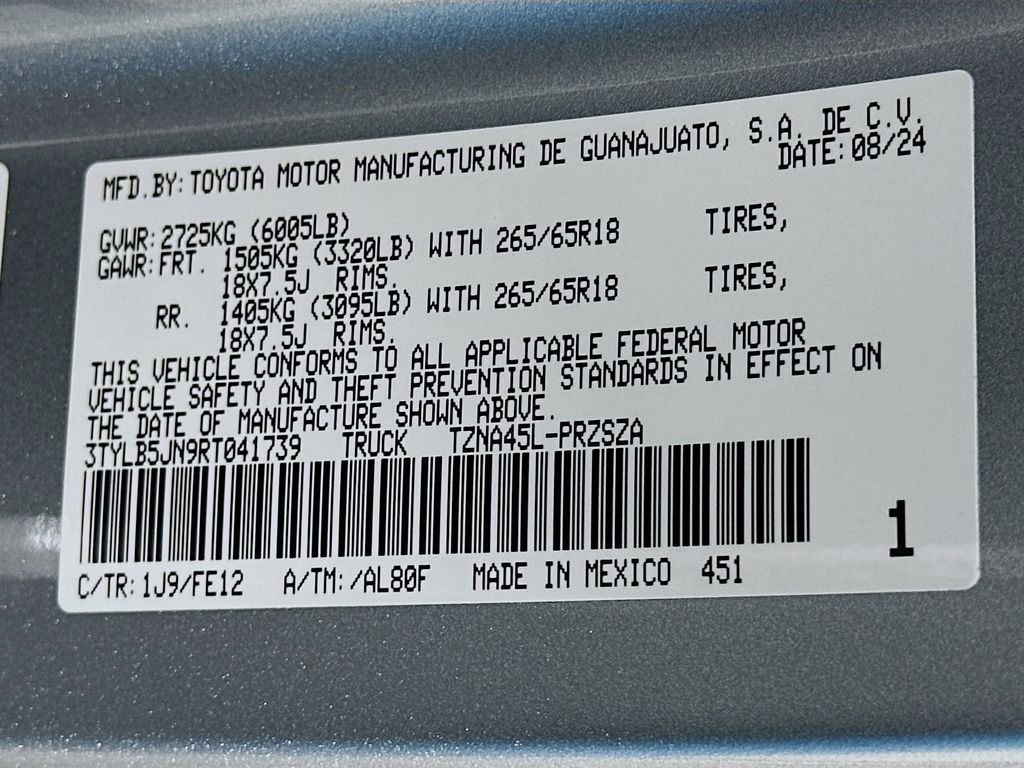 MFD.BY:TOYOTA MOTOR MANUFACTURING DE GUANAJUATO, S.A. DE C.V.
DATE:08/24
GVWR:2725KG (6005LB)
GAWR:FRT. 1505KG (3320LB) WITH 265/65R18 TIRES,
18X7.5J RIMS.
RR. 1405KG (3095LB) WITH 265/65R18 TIRES,
18X7.5J RIMS.
THIS VEHICLE CONFORMS TO ALL APPLICABLE FEDERAL MOTOR
VEHICLE SAFETY AND THEFT PREVENTION STANDARDS IN EFFECT ON
THE DATE OF MANUFACTURE SHOWN ABOVE.
3TYLB5JN9RT041739 TRUCK TZNA45L-PRZSZA
1
C/TR:1J9/FE12 A/TM:/AL80F MADE IN MEXICO 451